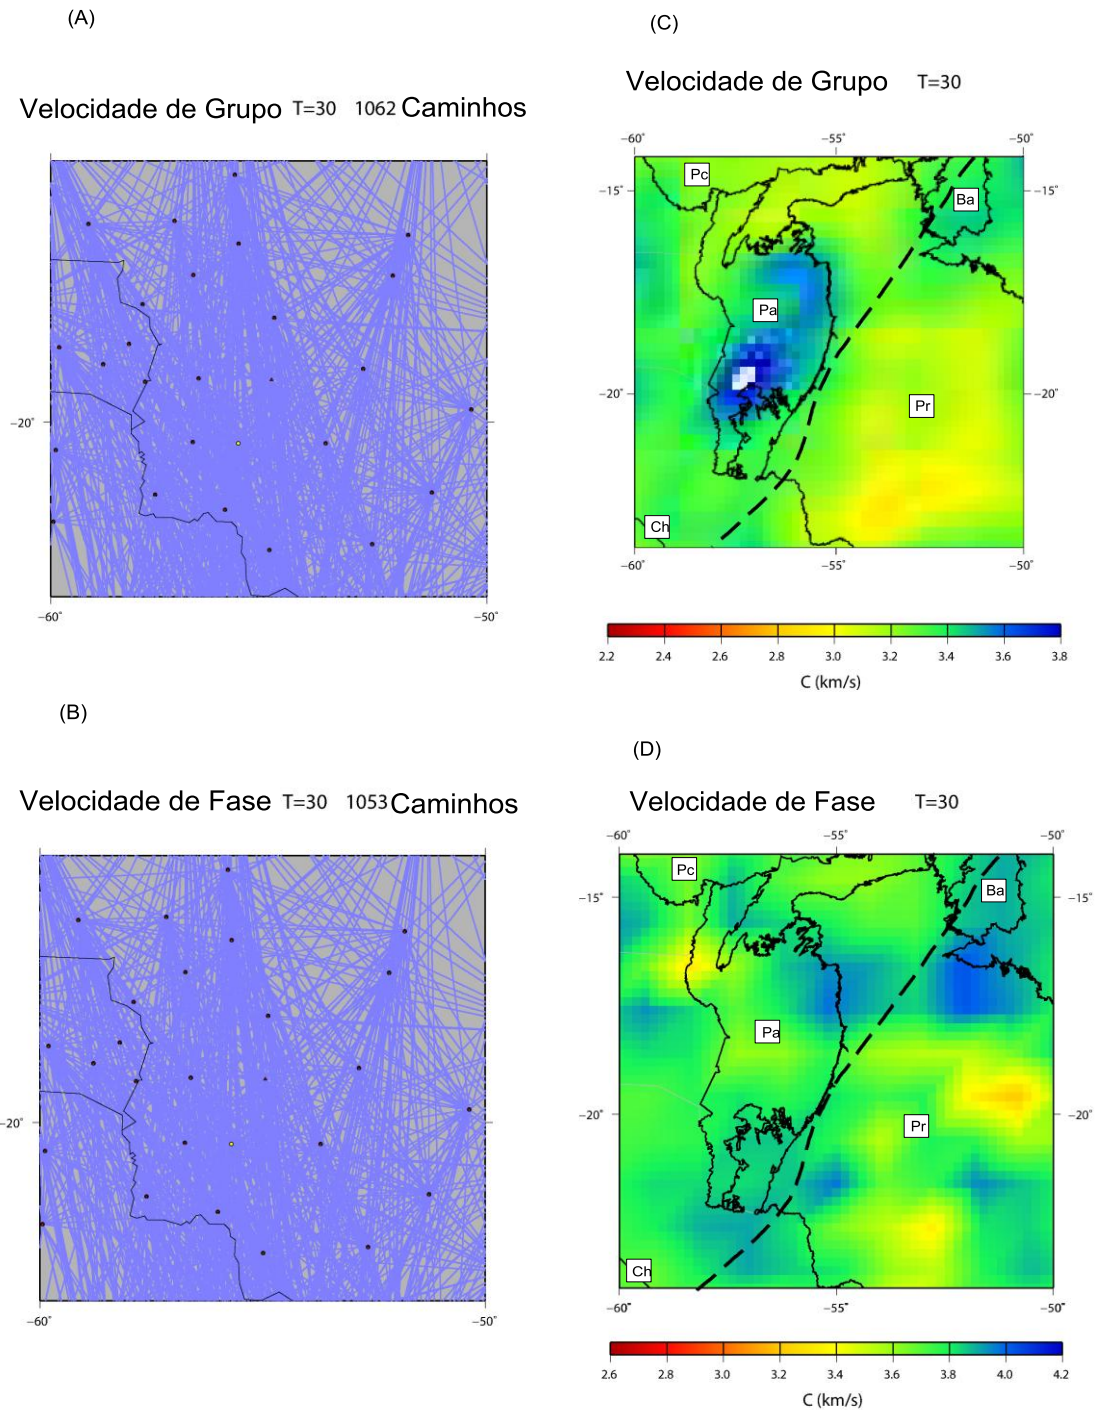 (A)
Velocidade de Grupo T=30 1062 Caminhos
−20°
−60°
−50°
(C)
Velocidade de Grupo T=30
−60°
−55°
−50°
−15°
−15°
−20°
−20°
Pc
Ba
Pa
Pr
Ch
−60°
−55°
−50°
2.2 2.4 2.6 2.8 3.0 3.2 3.4 3.6 3.8
C (km/s)
(B)
Velocidade de Fase T=30 1053 Caminhos
−20°
−60°
−50°
(D)
Velocidade de Fase T=30
−60°
−55°
−50°
−15°
−15°
−20°
−20°
Pc
Ba
Pa
Pr
Ch
−60°
−55°
−50°
2.6 2.8 3.0 3.2 3.4 3.6 3.8 4.0 4.2
C (km/s)